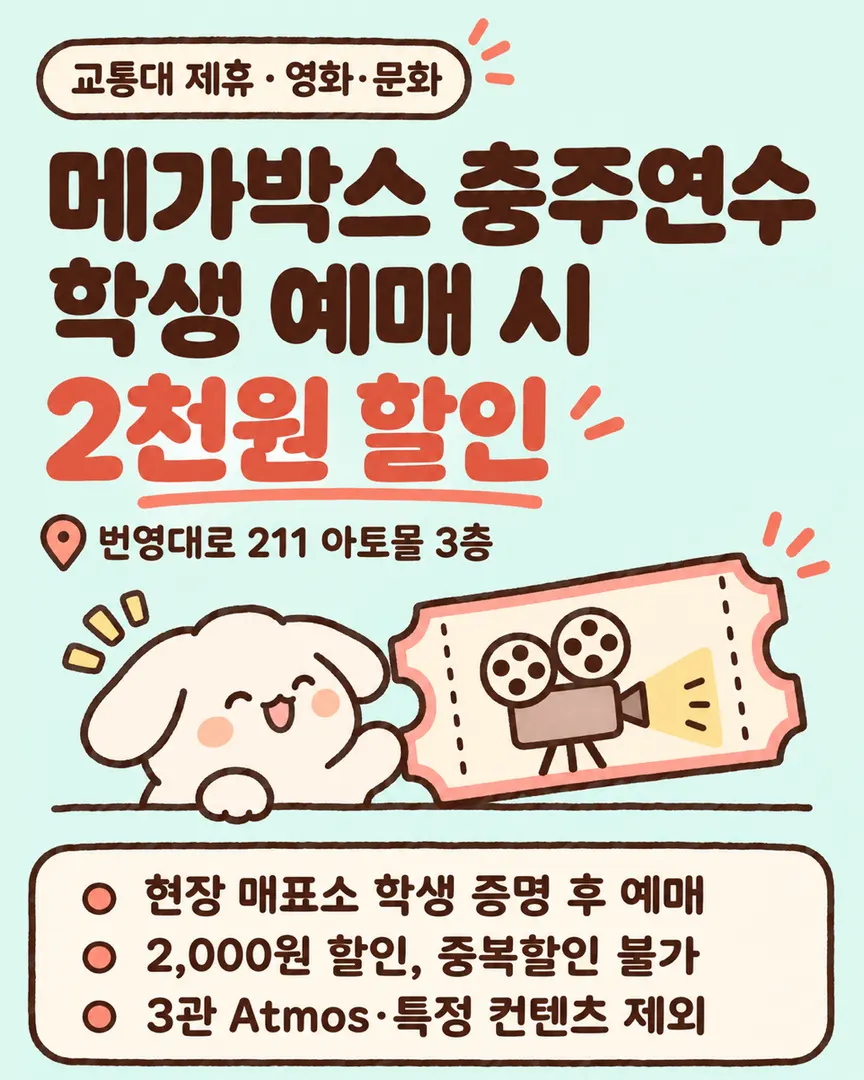 교통대 제휴 · 영화·문화
메가박스 충주연수
학생 예매 시
2천원 할인
번영대로 211 아토몰 3층
현장 매표소 학생 증명 후 예매
2,000원 할인, 중복할인 불가
3관 Atmos·특정 컨텐츠 제외